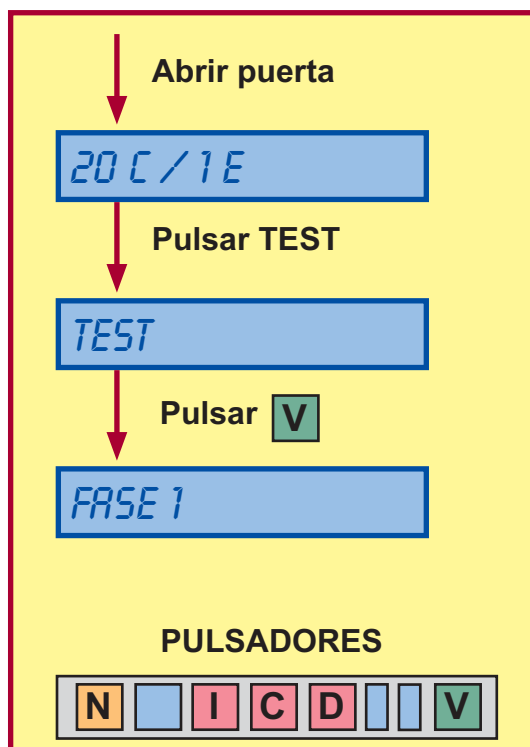 Abrir puerta
20 C / 1 E
Pulsar TEST
TEST
Pulsar V
FASE 1
PULSADORES
N I C D V